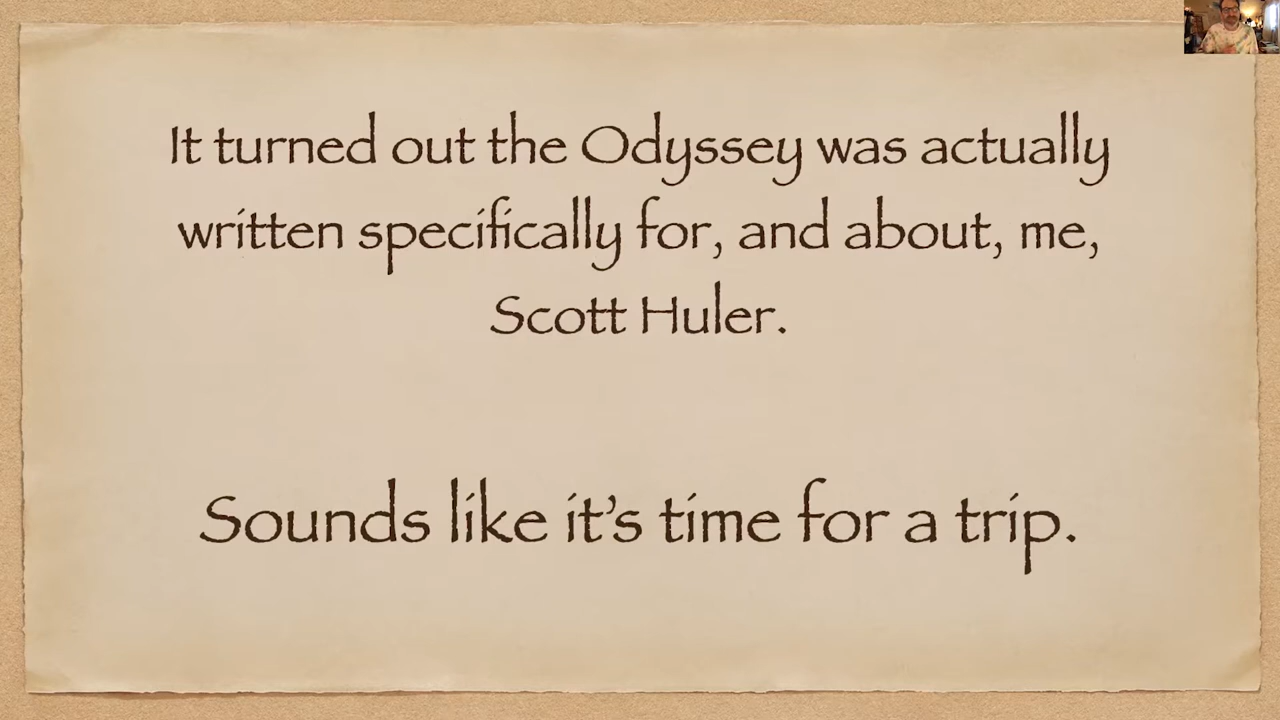 It turned out the Odyssey was actually
written specifically for, and about, me,
Scott Huler.
Sounds like it’s time for a trip.